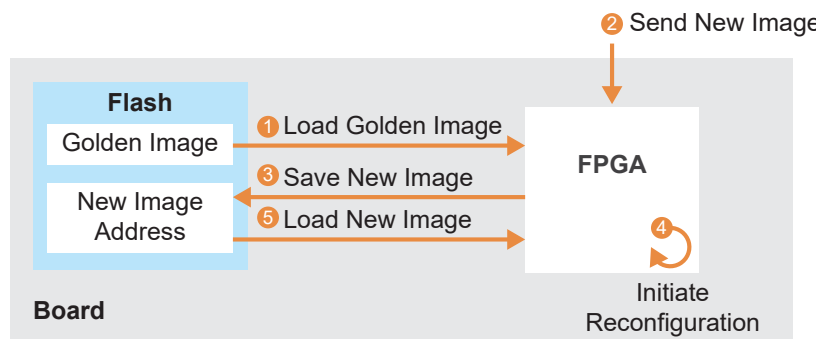 2 Send New Image
Flash
Golden Image
1 Load Golden Image
FPGA
3 Save New Image
New Image
Address
5 Load New Image
4
Initiate
Reconfiguration
Board